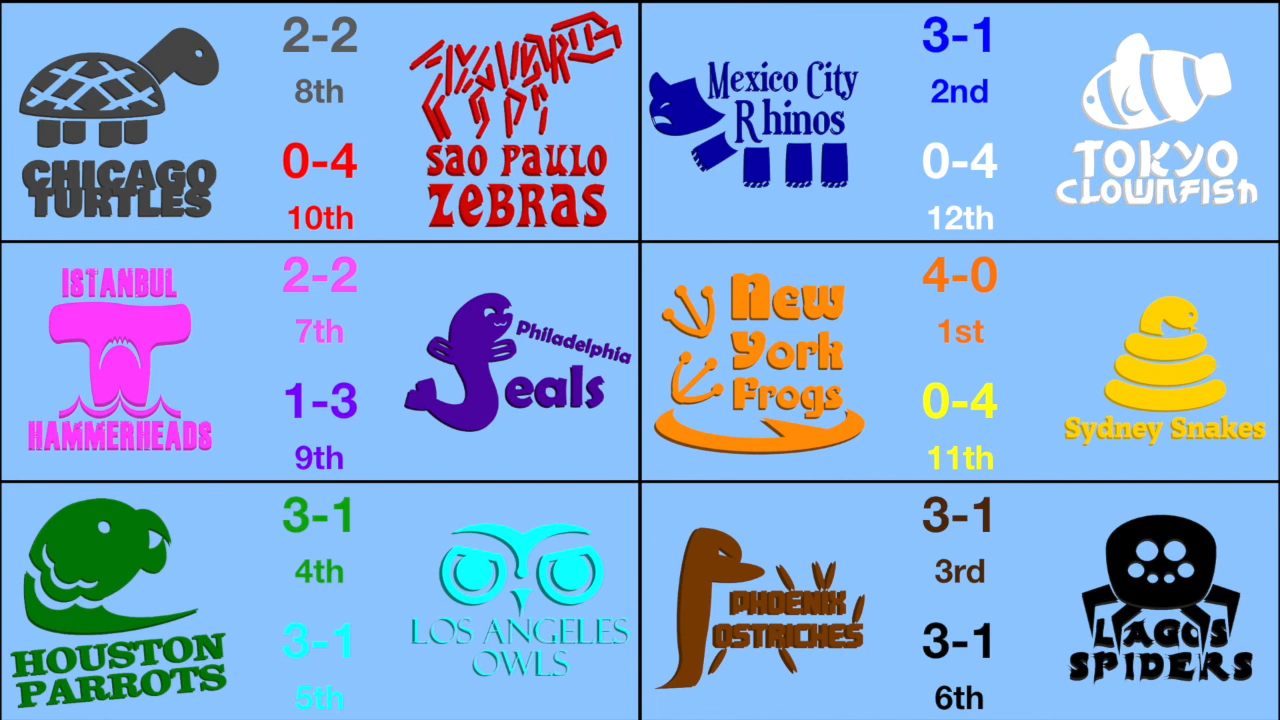 2-2
8th
CHICAGO
TURTLES
0-4
10th
SAO PAULO
ZEBRAS
Mexico City
Rhinos
3-1
2nd
0-4
12th
TOKYO
CLOWNFISH
ISTANBUL
HAMMERHEADS
2-2
7th
1-3
9th
Philadelphia
Seals
New
York
Frogs
4-0
1st
0-4
11th
Sydney Snakes
HOUSTON
PARROTS
3-1
4th
3-1
5th
LOS ANGELES
OWLS
PHOENIX
OSTRICHES
3-1
3rd
3-1
6th
LAGOS
SPIDERS